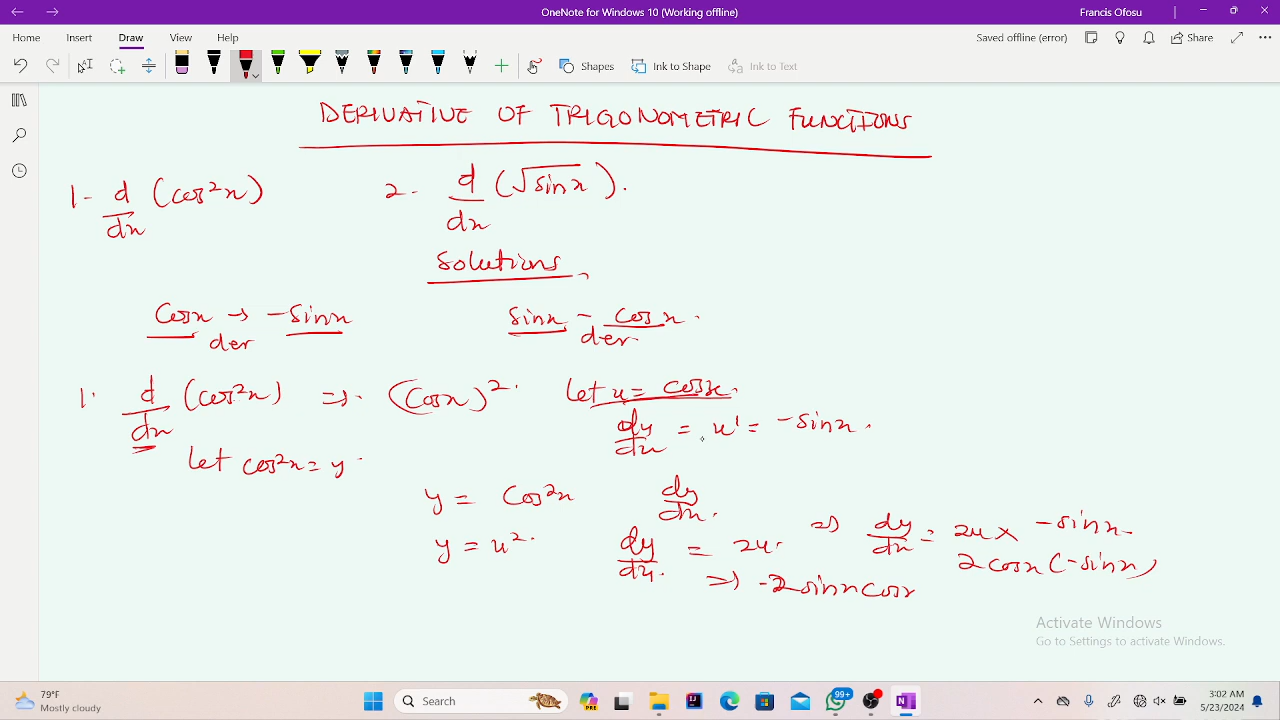 OneNote for Windows 10 (Working offline)
Francis Ofosu
Home Insert Draw View Help
Saved offline (error) Share
Shapes Ink to Shape Ink to Text
DERIVATIVE OF TRIGONOMETRIC FUNCTIONS
1- d/dx (cos²x) 2- d/dx (√sinx).
Solutions
Cosx → -Sinx sinx - cosx.
der der
1. d/dx (cos²x) ⇒ (Cosx)². let u = cosx.
dy/dx = u' = -sinx.
let cos²x = y
y = Cos²x dy/dx.
y = u². dy/du. = 2u. ⇒ dy/dx = 2u x -sinx
2cosx(-sinx)
⇒ -2sinxcosx
Activate Windows
Go to Settings to activate Windows.
79°F
Mostly cloudy
Search
PRE
99+
3:02 AM
5/23/2024